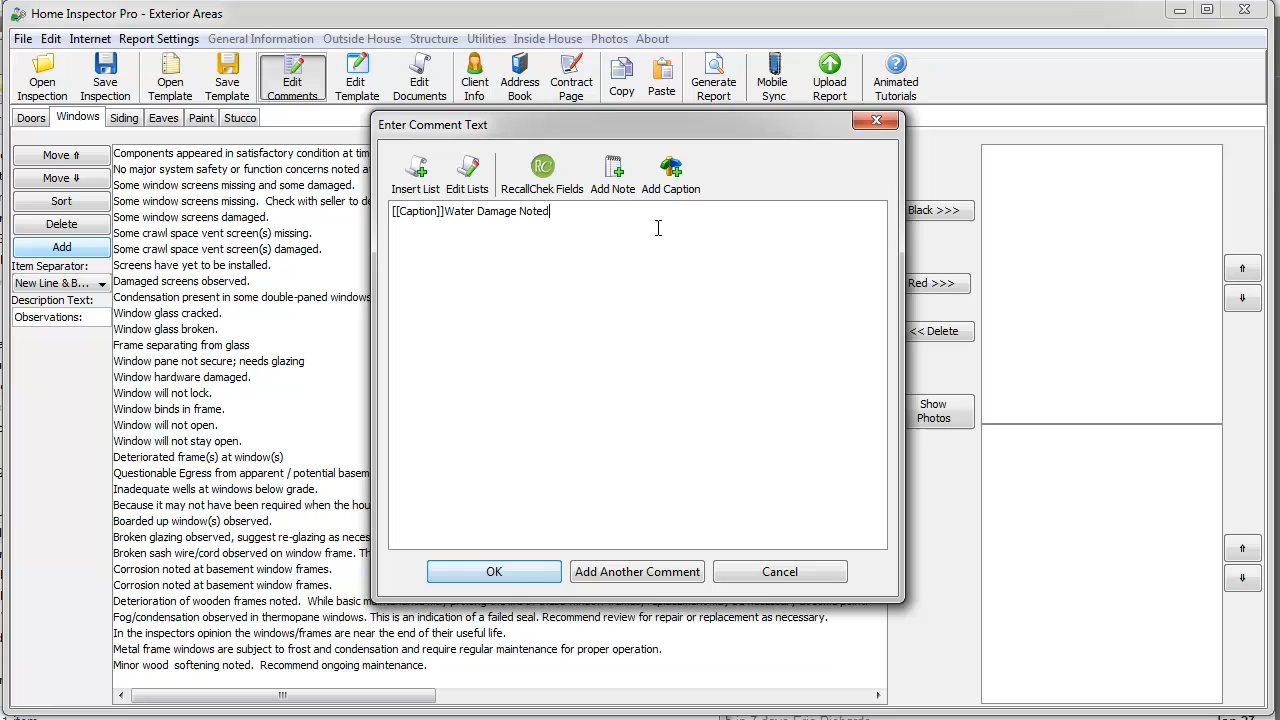 Home Inspector Pro - Exterior Areas
File Edit Internet Report Settings General Information Outside House Structure Utilities Inside House Photos About
Open Inspection
Save Inspection
Open Template
Save Template
Edit Comments
Edit Template
Edit Documents
Client Info
Address Book
Contract Page
Copy
Paste
Generate Report
Mobile Sync
Upload Report
Animated Tutorials
Doors Windows Siding Eaves Paint Stucco
Move ⇑
Move ⇓
Sort
Delete
Add
Item Separator:
New Line & B...
Description Text:
Observations:
Components appeared in satisfactory condition at tim
No major system safety or function concerns noted a
Some window screens missing and some damaged.
Some window screens missing. Check with seller to de
Some window screens damaged.
Some crawl space vent screen(s) missing.
Some crawl space vent screen(s) damaged.
Screens have yet to be installed.
Damaged screens observed.
Condensation present in some double-paned windows
Window glass cracked.
Window glass broken.
Frame separating from glass
Window pane not secure; needs glazing
Window hardware damaged.
Window will not lock.
Window binds in frame.
Window will not open.
Window will not stay open.
Deteriorated frame(s) at window(s)
Questionable Egress from apparent / potential basem
Inadequate wells at windows below grade.
Because it may not have been required when the hou
Boarded up window(s) observed.
Broken glazing observed, suggest re-glazing as neces
Broken sash wire/cord observed on window frame. Th
Corrosion noted at basement window frames.
Corrosion noted at basement window frames.
Deterioration of wooden frames noted. While basic
Fog/condensation observed in thermopane windows. This is an indication of a failed seal. Recommend review for repair or replacement as necessary.
In the inspectors opinion the windows/frames are near the end of their useful life.
Metal frame windows are subject to frost and condensation and require regular maintenance for proper operation.
Minor wood softening noted. Recommend ongoing maintenance.
Enter Comment Text
Insert List
Edit Lists
RC
RecallChek Fields
Add Note
Add Caption
[[Caption]]Water Damage Noted
OK
Add Another Comment
Cancel
Black >>>
Red >>>
<< Delete
Show
Photos